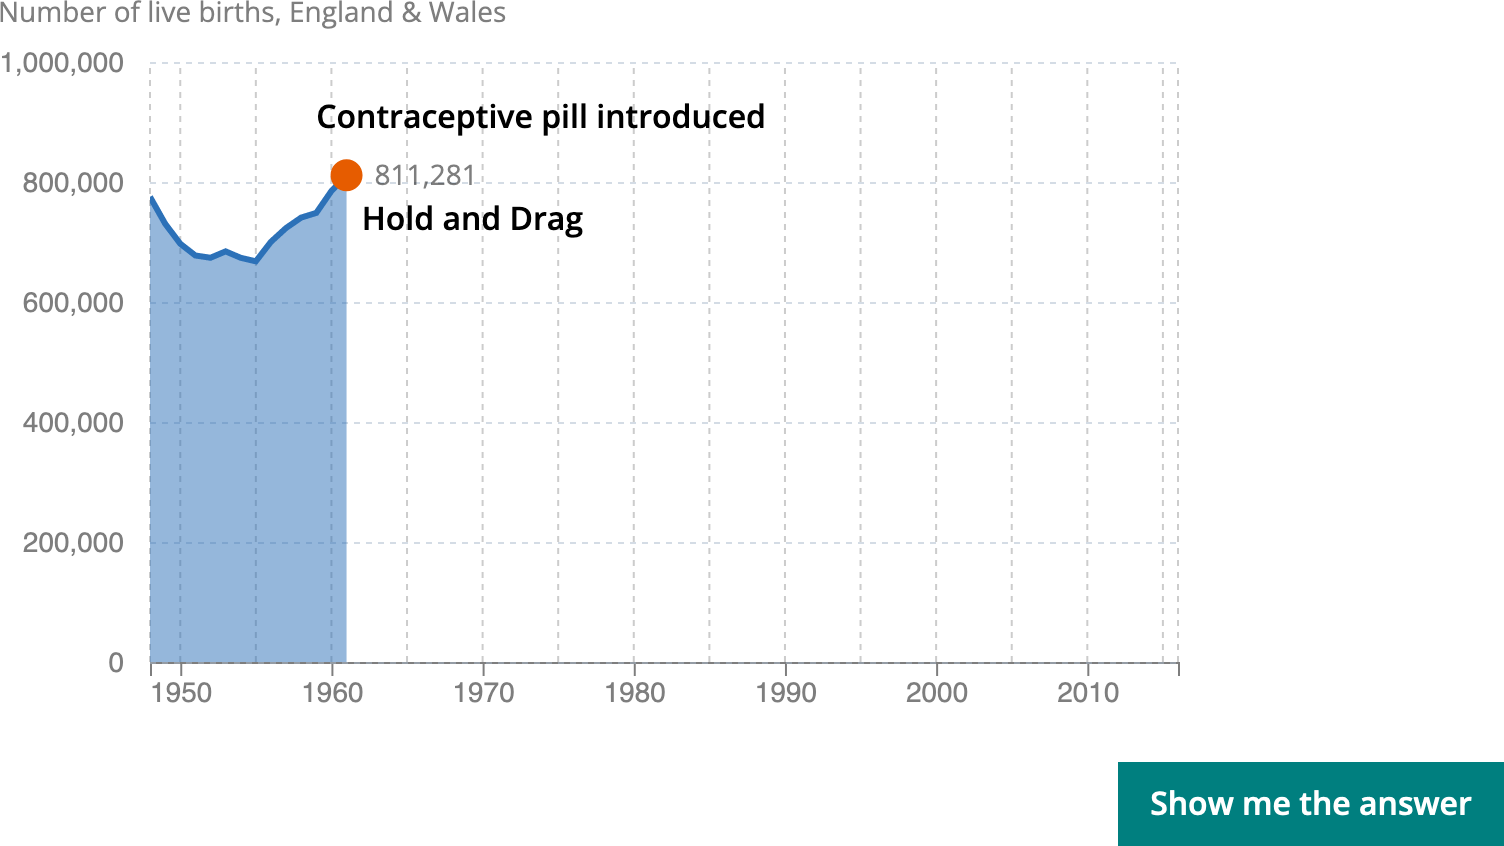 Number of live births, England & Wales
1,000,000
Contraceptive pill introduced
811,281
800,000
Hold and Drag
600,000
400,000
200,000
0
1950 1960 1970 1980 1990 2000 2010
Show me the answer